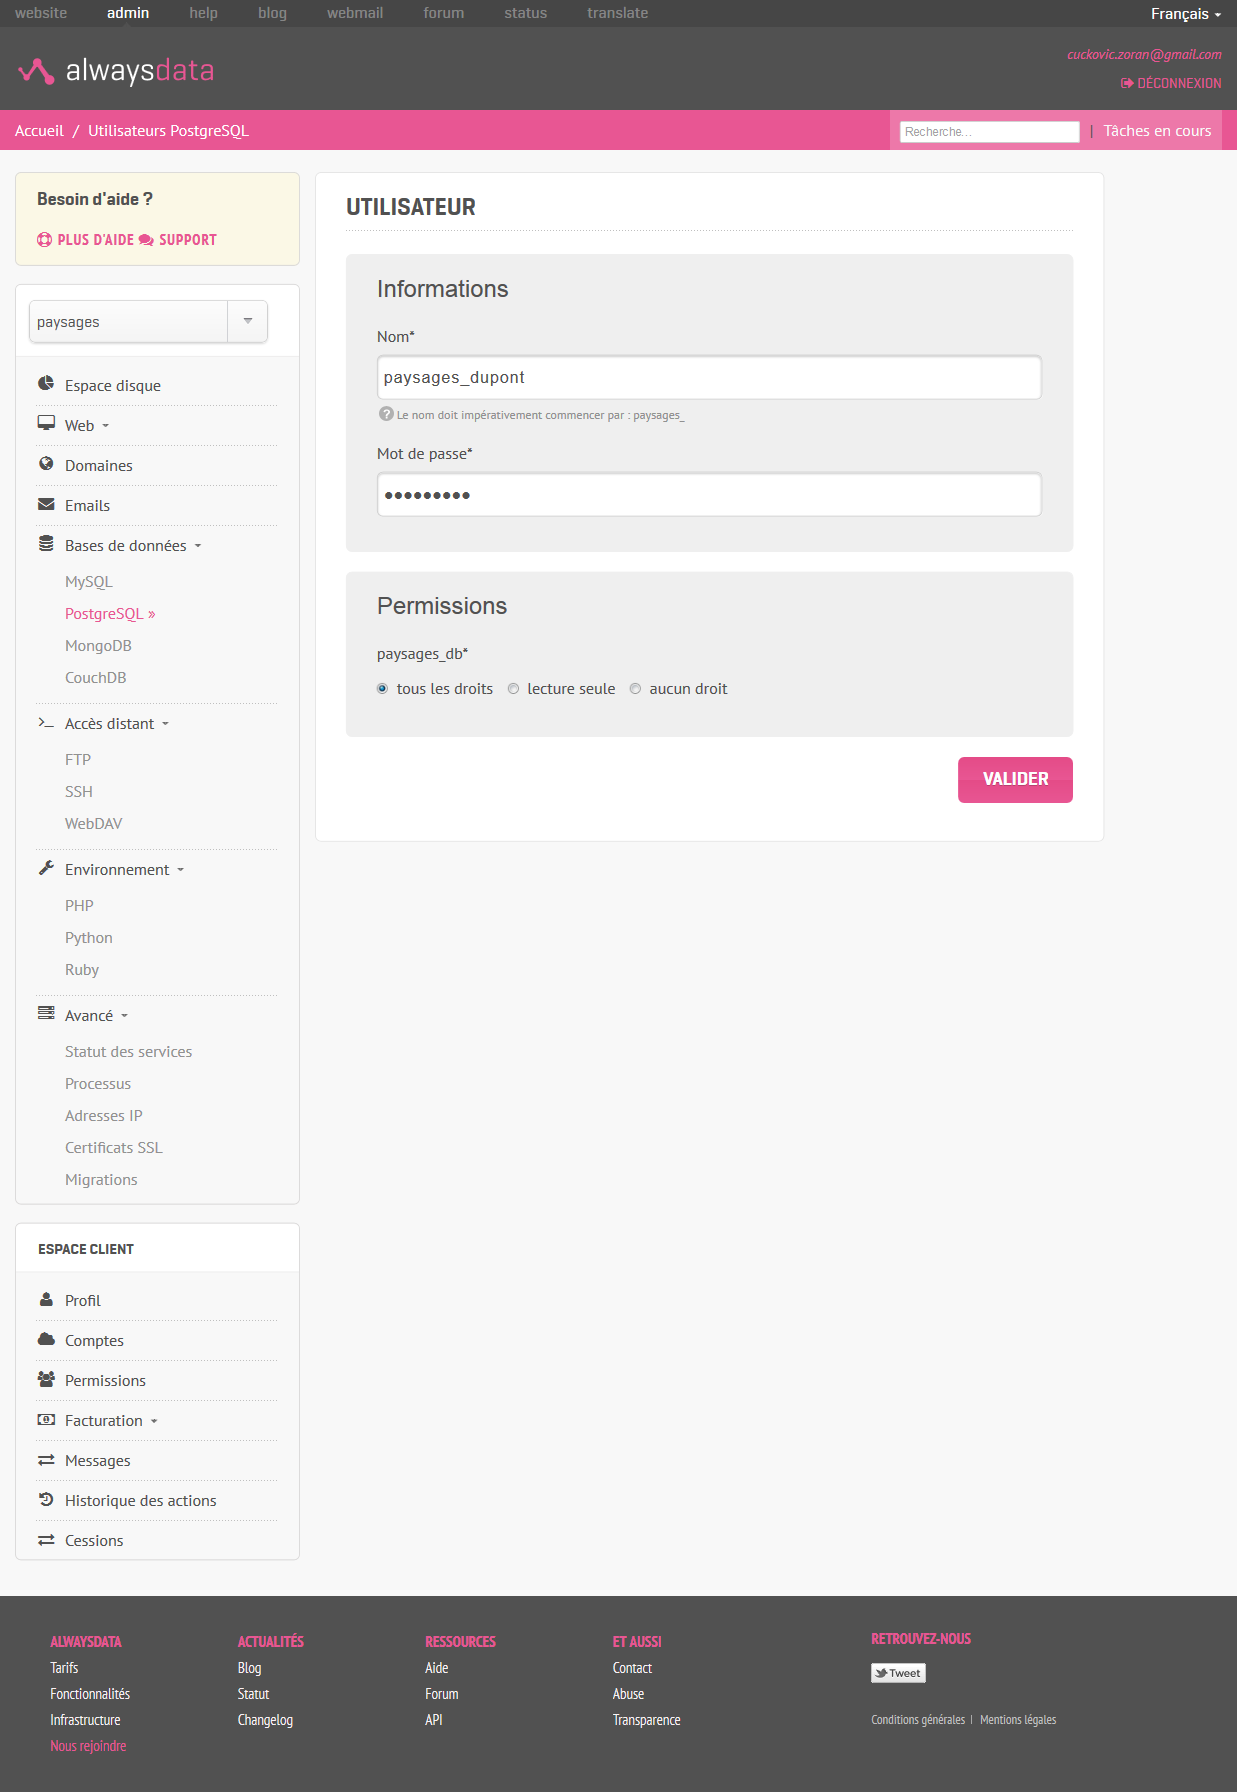 website admin help blog webmail forum status translate Français
alwaysdata
cuckovic.zoran@gmail.com
DÉCONNEXION
Accueil / Utilisateurs PostgreSQL
Recherche... | Tâches en cours
Besoin d'aide ?
PLUS D'AIDE SUPPORT
paysages
Espace disque
Web
Domaines
Emails
Bases de données
MySQL
PostgreSQL »
MongoDB
CouchDB
Accès distant
FTP
SSH
WebDAV
Environnement
PHP
Python
Ruby
Avancé
Statut des services
Processus
Adresses IP
Certificats SSL
Migrations
ESPACE CLIENT
Profil
Comptes
Permissions
Facturation
Messages
Historique des actions
Cessions
UTILISATEUR
Informations
Nom*
paysages_dupont
Le nom doit impérativement commencer par : paysages_
Mot de passe*
•••••••••
Permissions
paysages_db*
tous les droits lecture seule aucun droit
VALIDER
ALWAYSDATA
Tarifs
Fonctionnalités
Infrastructure
Nous rejoindre
ACTUALITÉS
Blog
Statut
Changelog
RESSOURCES
Aide
Forum
API
ET AUSSI
Contact
Abuse
Transparence
RETROUVEZ-NOUS
Tweet
Conditions générales | Mentions légales